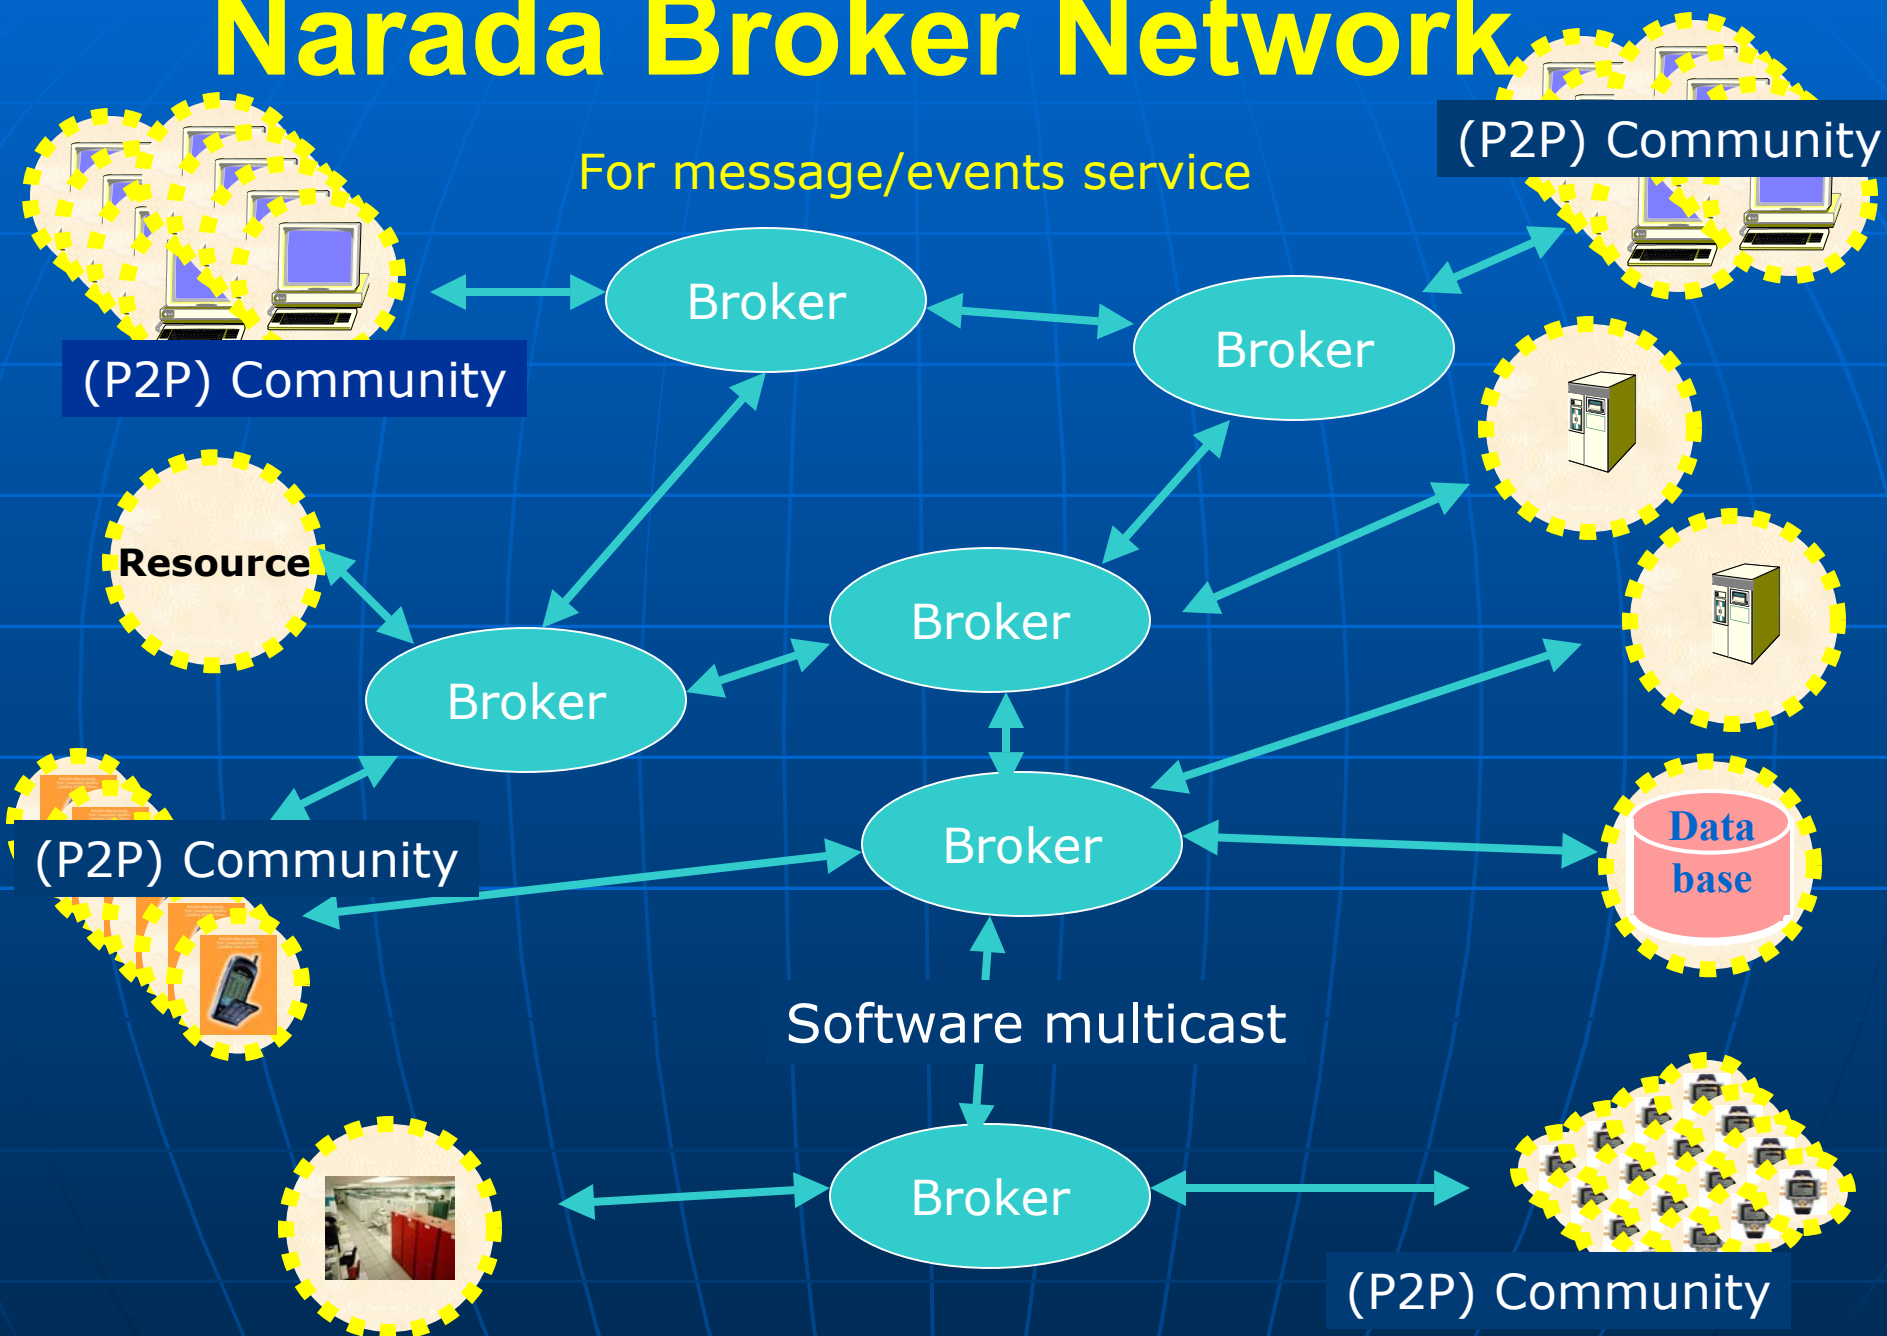 Narada Broker Network
(P2P) Community
For message/events service
Broker
Broker
(P2P) Community
Resource
Broker
Broker
(P2P) Community
Broker
Data
base
Software multicast
Broker
(P2P) Community